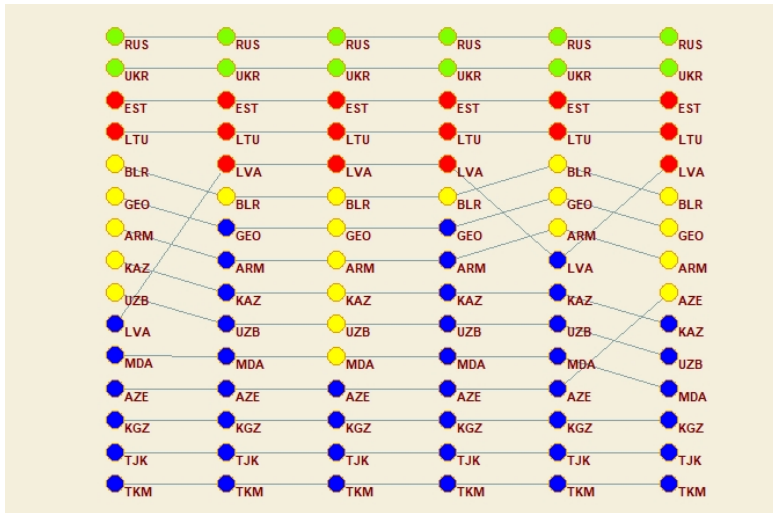 RUS RUS RUS RUS RUS RUS
UKR UKR UKR UKR UKR UKR
EST EST EST EST EST EST
LTU LTU LTU LTU LTU LTU
BLR LVA LVA LVA BLR LVA
GEO BLR BLR BLR GEO BLR
ARM GEO GEO GEO ARM GEO
KAZ ARM ARM ARM LVA ARM
UZB KAZ KAZ KAZ KAZ AZE
LVA UZB UZB UZB UZB KAZ
MDA MDA MDA MDA MDA UZB
AZE AZE AZE AZE AZE MDA
KGZ KGZ KGZ KGZ KGZ KGZ
TJK TJK TJK TJK TJK TJK
TKM TKM TKM TKM TKM TKM